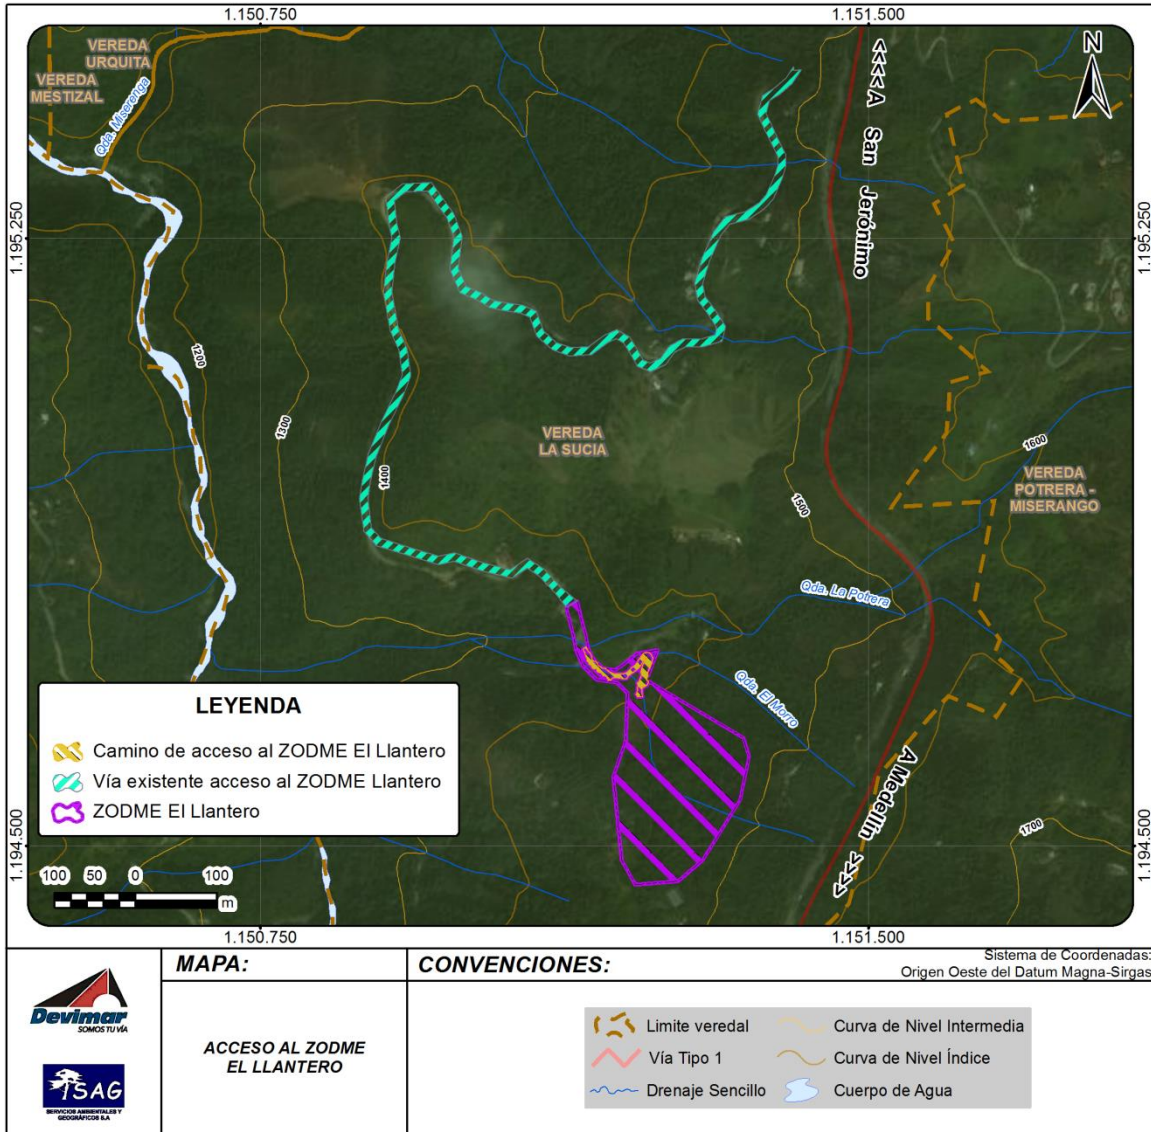 1.150.750
1.151.500
VEREDA
URQUITA
VEREDA
MESTIZAL
Qda. Miserenga
<<<< A San Jerónimo
N
1.195.250
1.195.250
1200
1300
1400
VEREDA
LA SUCIA
1500
1600
VEREDA
POTRERA -
MISERANGO
Qda. La Potrera
Qda. El Morro
LEYENDA
Camino de acceso al ZODME El Llantero
Vía existente acceso al ZODME Llantero
ZODME El Llantero
A Medellín >>>>
1700
1.194.500
1.194.500
100 50 0 100
m
1.150.750
1.151.500
MAPA:
CONVENCIONES:
Sistema de Coordenadas:
Origen Oeste del Datum Magna-Sirgas
Devimar
SOMOS TU VÍA
ACCESO AL ZODME
EL LLANTERO
Limite veredal
Curva de Nivel Intermedia
Vía Tipo 1
Curva de Nivel Índice
Drenaje Sencillo
Cuerpo de Agua
SAG
SERVICIOS AMBIENTALES Y
GEOGRÁFICOS S.A